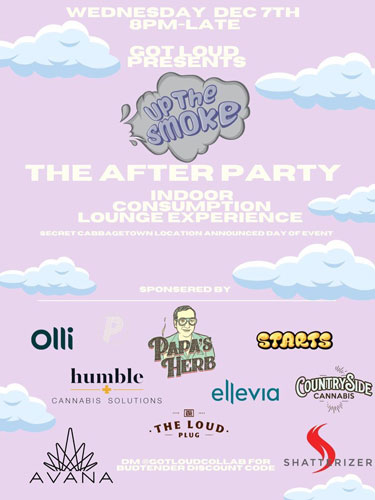 WEDNESDAY DEC 7TH
8PM-LATE
GOT LOUD
PRESENTS
UP THE
SMOKE
THE AFTER PARTY
INDOOR
CONSUMPTION
LOUNGE EXPERIENCE
SECRET CABBAGETOWN LOCATION ANNOUNCED DAY OF EVENT
SPONSERED BY
Olli
P
PAPA'S
HERB
STARTS
humble
+
CANNABIS SOLUTIONS
ellevia
COUNTRYSIDE
CANNABIS
THE LOUD
PLUG
AVANA
SHATTERIZER
DM @GOTLOUDCOLLAB FOR
BUDTENDER DISCOUNT CODE